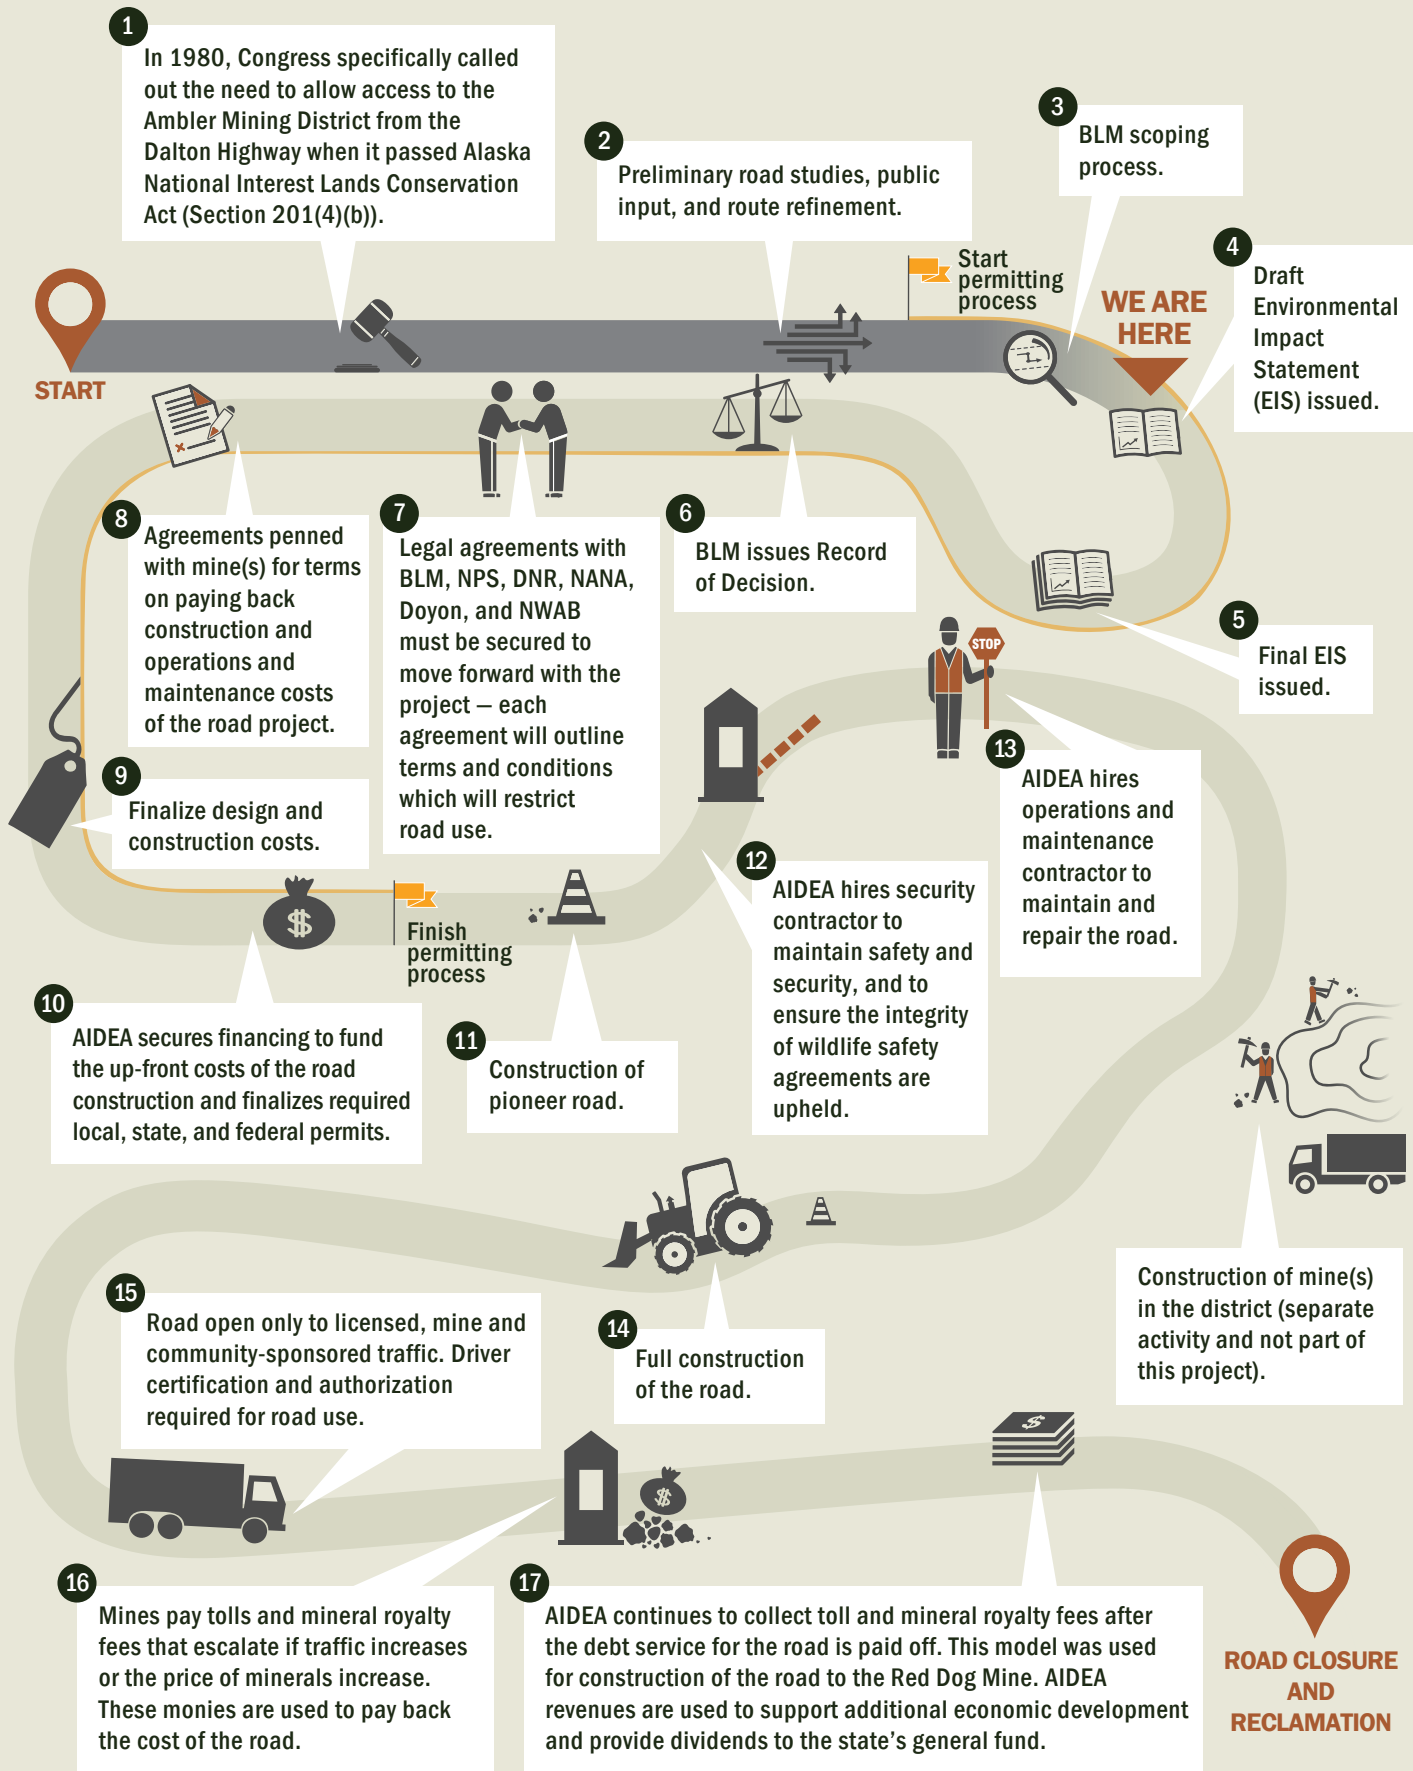 1
In 1980, Congress specifically called
out the need to allow access to the
Ambler Mining District from the
Dalton Highway when it passed Alaska
National Interest Lands Conservation
Act (Section 201(4)(b)).
2
Preliminary road studies, public
input, and route refinement.
3
BLM scoping
process.
4
Draft
Environmental
Impact
Statement
(EIS) issued.
Start
permitting
process
WE ARE
HERE
START
5
Final EIS
issued.
6
BLM issues Record
of Decision.
7
Legal agreements with
BLM, NPS, DNR, NANA,
Doyon, and NWAB
must be secured to
move forward with the
project — each
agreement will outline
terms and conditions
which will restrict
road use.
8
Agreements penned
with mine(s) for terms
on paying back
construction and
operations and
maintenance costs
of the road project.
9
Finalize design and
construction costs.
$
Finish
permitting
process
10
AIDEA secures financing to fund
the up-front costs of the road
construction and finalizes required
local, state, and federal permits.
11
Construction of
pioneer road.
12
AIDEA hires security
contractor to
maintain safety and
security, and to
ensure the integrity
of wildlife safety
agreements are
upheld.
STOP
13
AIDEA hires
operations and
maintenance
contractor to
maintain and
repair the road.
Construction of mine(s)
in the district (separate
activity and not part of
this project).
14
Full construction
of the road.
15
Road open only to licensed, mine and
community-sponsored traffic. Driver
certification and authorization
required for road use.
$
$
16
Mines pay tolls and mineral royalty
fees that escalate if traffic increases
or the price of minerals increase.
These monies are used to pay back
the cost of the road.
17
AIDEA continues to collect toll and mineral royalty fees after
the debt service for the road is paid off. This model was used
for construction of the road to the Red Dog Mine. AIDEA
revenues are used to support additional economic development
and provide dividends to the state's general fund.
ROAD CLOSURE
AND
RECLAMATION